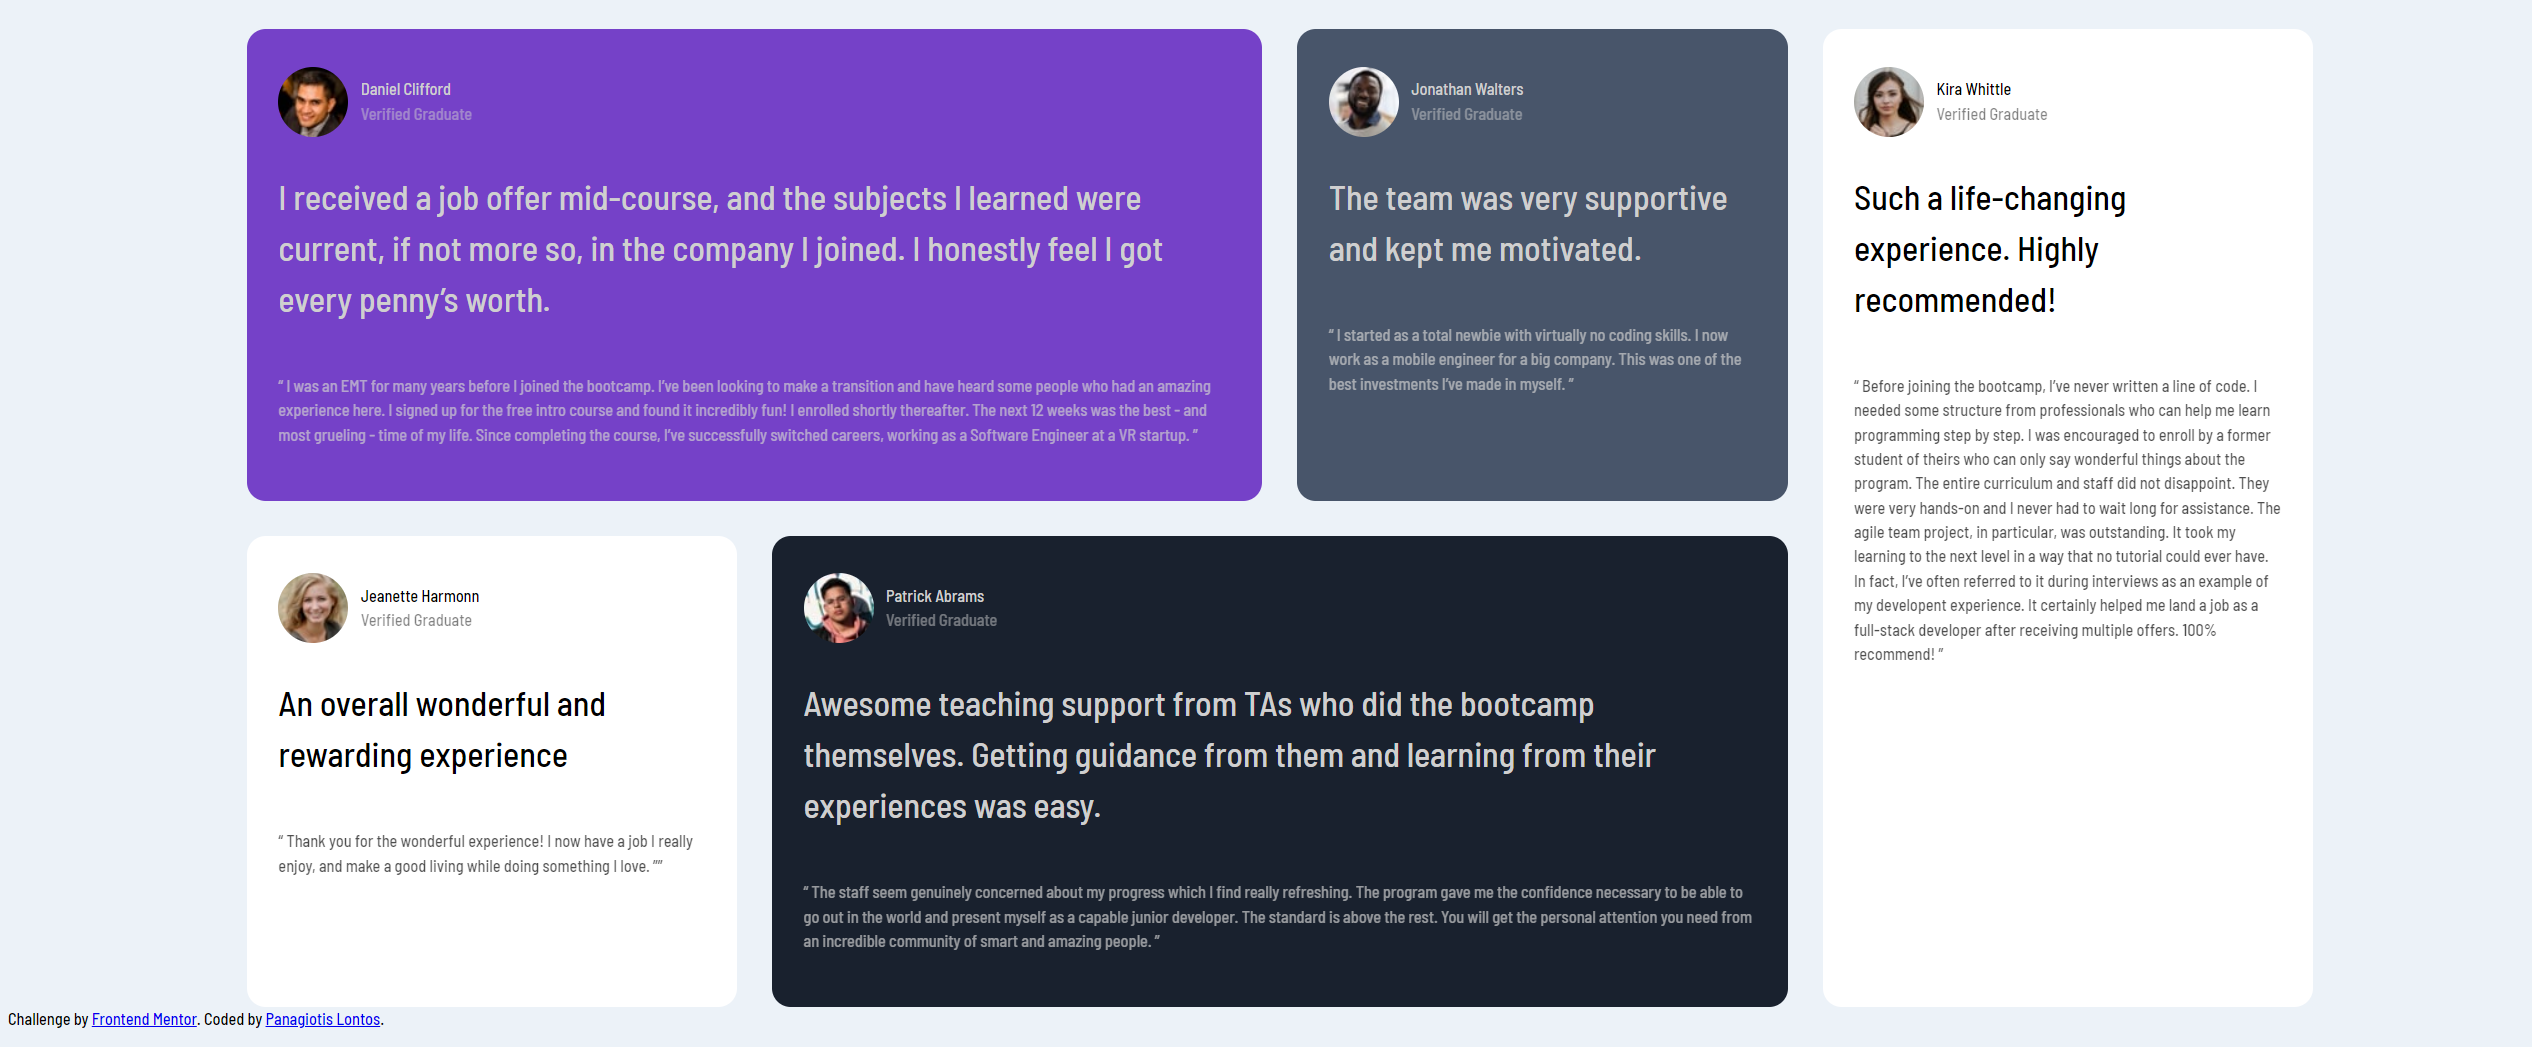 Daniel Clifford
Verified Graduate
I received a job offer mid-course, and the subjects I learned were
current, if not more so, in the company I joined. I honestly feel I got
every penny’s worth.
“ I was an EMT for many years before I joined the bootcamp. I’ve been looking to make a transition and have heard some people who had an amazing
experience here. I signed up for the free intro course and found it incredibly fun! I enrolled shortly thereafter. The next 12 weeks was the best - and
most grueling - time of my life. Since completing the course, I’ve successfully switched careers, working as a Software Engineer at a VR startup. ”
Jonathan Walters
Verified Graduate
The team was very supportive
and kept me motivated.
“ I started as a total newbie with virtually no coding skills. I now
work as a mobile engineer for a big company. This was one of the
best investments I’ve made in myself. ”
Kira Whittle
Verified Graduate
Such a life-changing
experience. Highly
recommended!
“ Before joining the bootcamp, I’ve never written a line of code. I
needed some structure from professionals who can help me learn
programming step by step. I was encouraged to enroll by a former
student of theirs who can only say wonderful things about the
program. The entire curriculum and staff did not disappoint. They
were very hands-on and I never had to wait long for assistance. The
agile team project, in particular, was outstanding. It took my
learning to the next level in a way that no tutorial could ever have.
In fact, I’ve often referred to it during interviews as an example of
my developent experience. It certainly helped me land a job as a
full-stack developer after receiving multiple offers. 100%
recommend! ”
Jeanette Harmonn
Verified Graduate
An overall wonderful and
rewarding experience
“ Thank you for the wonderful experience! I now have a job I really
enjoy, and make a good living while doing something I love. ””
Patrick Abrams
Verified Graduate
Awesome teaching support from TAs who did the bootcamp
themselves. Getting guidance from them and learning from their
experiences was easy.
“ The staff seem genuinely concerned about my progress which I find really refreshing. The program gave me the confidence necessary to be able to
go out in the world and present myself as a capable junior developer. The standard is above the rest. You will get the personal attention you need from
an incredible community of smart and amazing people. ”
Challenge by Frontend Mentor. Coded by Panagiotis Lontos.